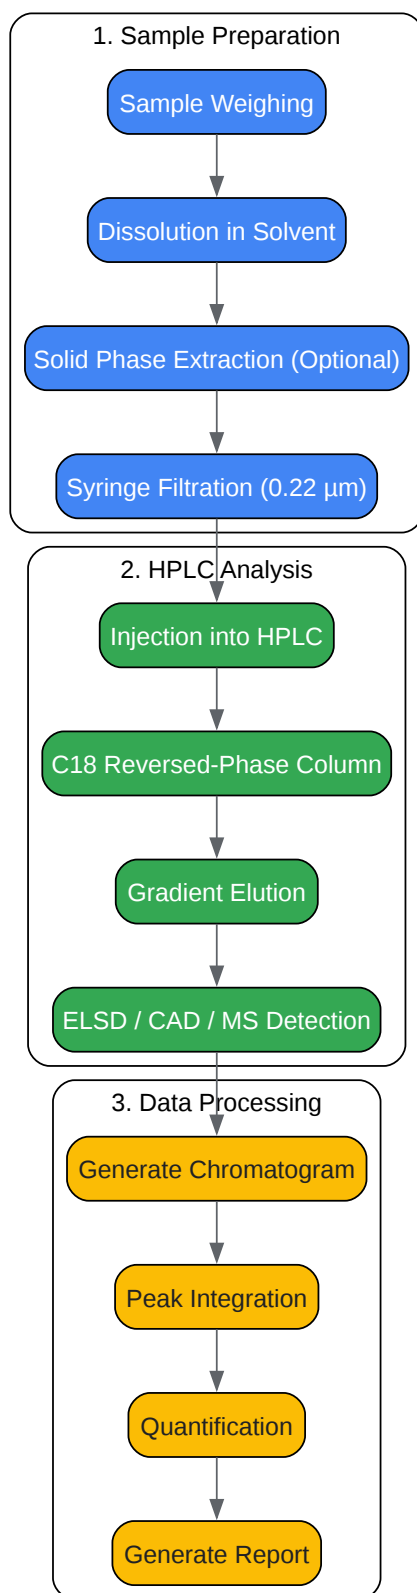 1. Sample Preparation
Sample Weighing
Dissolution in Solvent
Solid Phase Extraction (Optional)
Syringe Filtration (0.22 µm)
2. HPLC Analysis
Injection into HPLC
C18 Reversed-Phase Column
Gradient Elution
ELSD / CAD / MS Detection
3. Data Processing
Generate Chromatogram
Peak Integration
Quantification
Generate Report